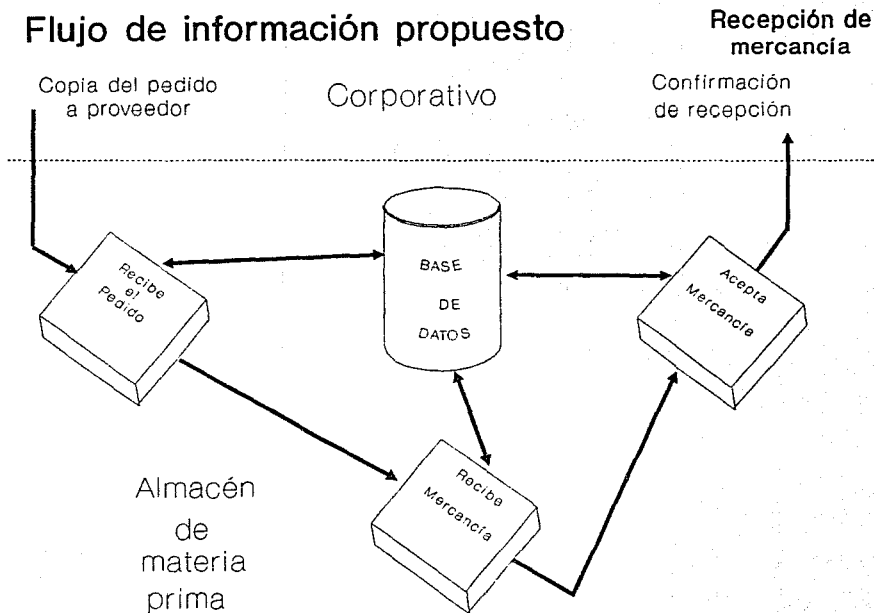 Flujo de información propuesto
Recepción de
mercancía
Copia del pedido
a proveedor
Corporativo
Confirmación
de recepción
Recibe
el
Pedido
BASE
DE
DATOS
Acepta
Mercancía
Recibe
Mercancía
Almacén
de
materia
prima